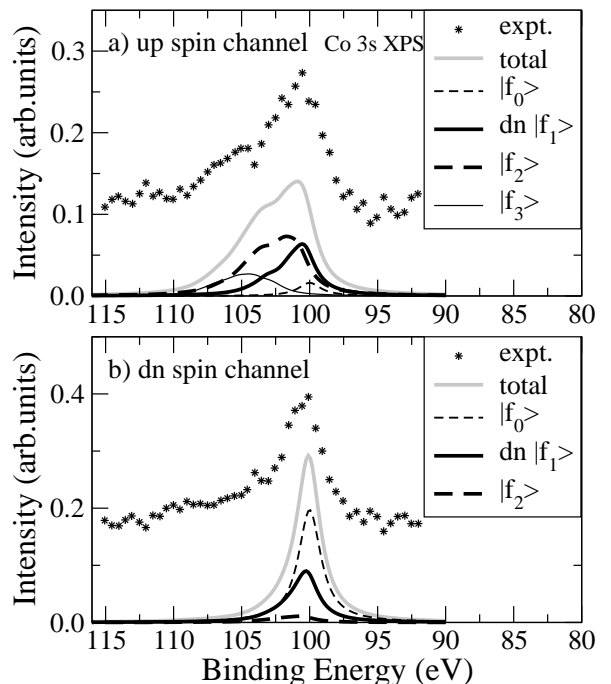 a) up spin channel Co 3s XPS
expt.
total
|f0>
dn |f1>
|f2>
|f3>
Intensity (arb.units)
0.3
0.2
0.1
0.0
115 110 105 100 95 90 85 80
b) dn spin channel
expt.
total
|f0>
dn |f1>
|f2>
Intensity (arb.units)
0.4
0.2
0.0
115 110 105 100 95 90 85 80
Binding Energy (eV)